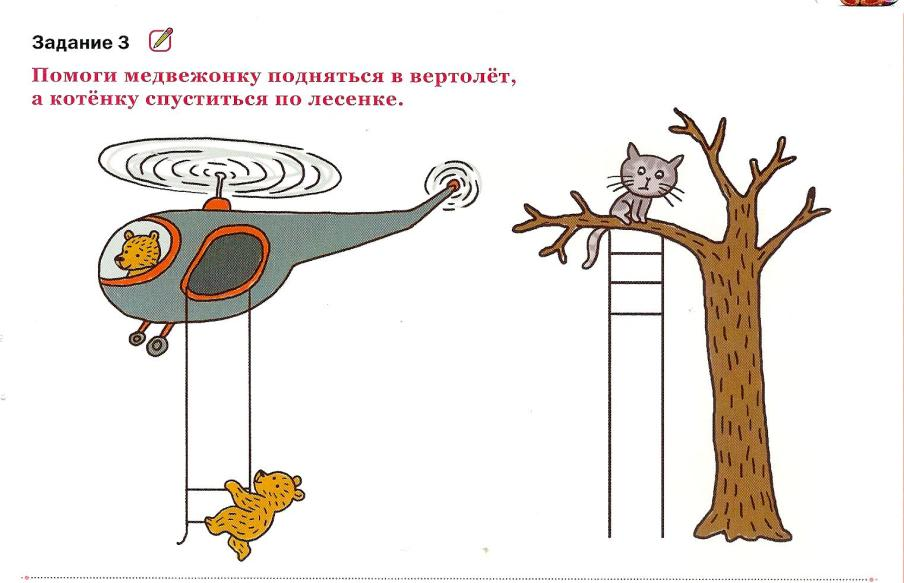 Задание 3
Помоги медвежонку подняться в вертолёт,
а котёнку спуститься по лесенке.